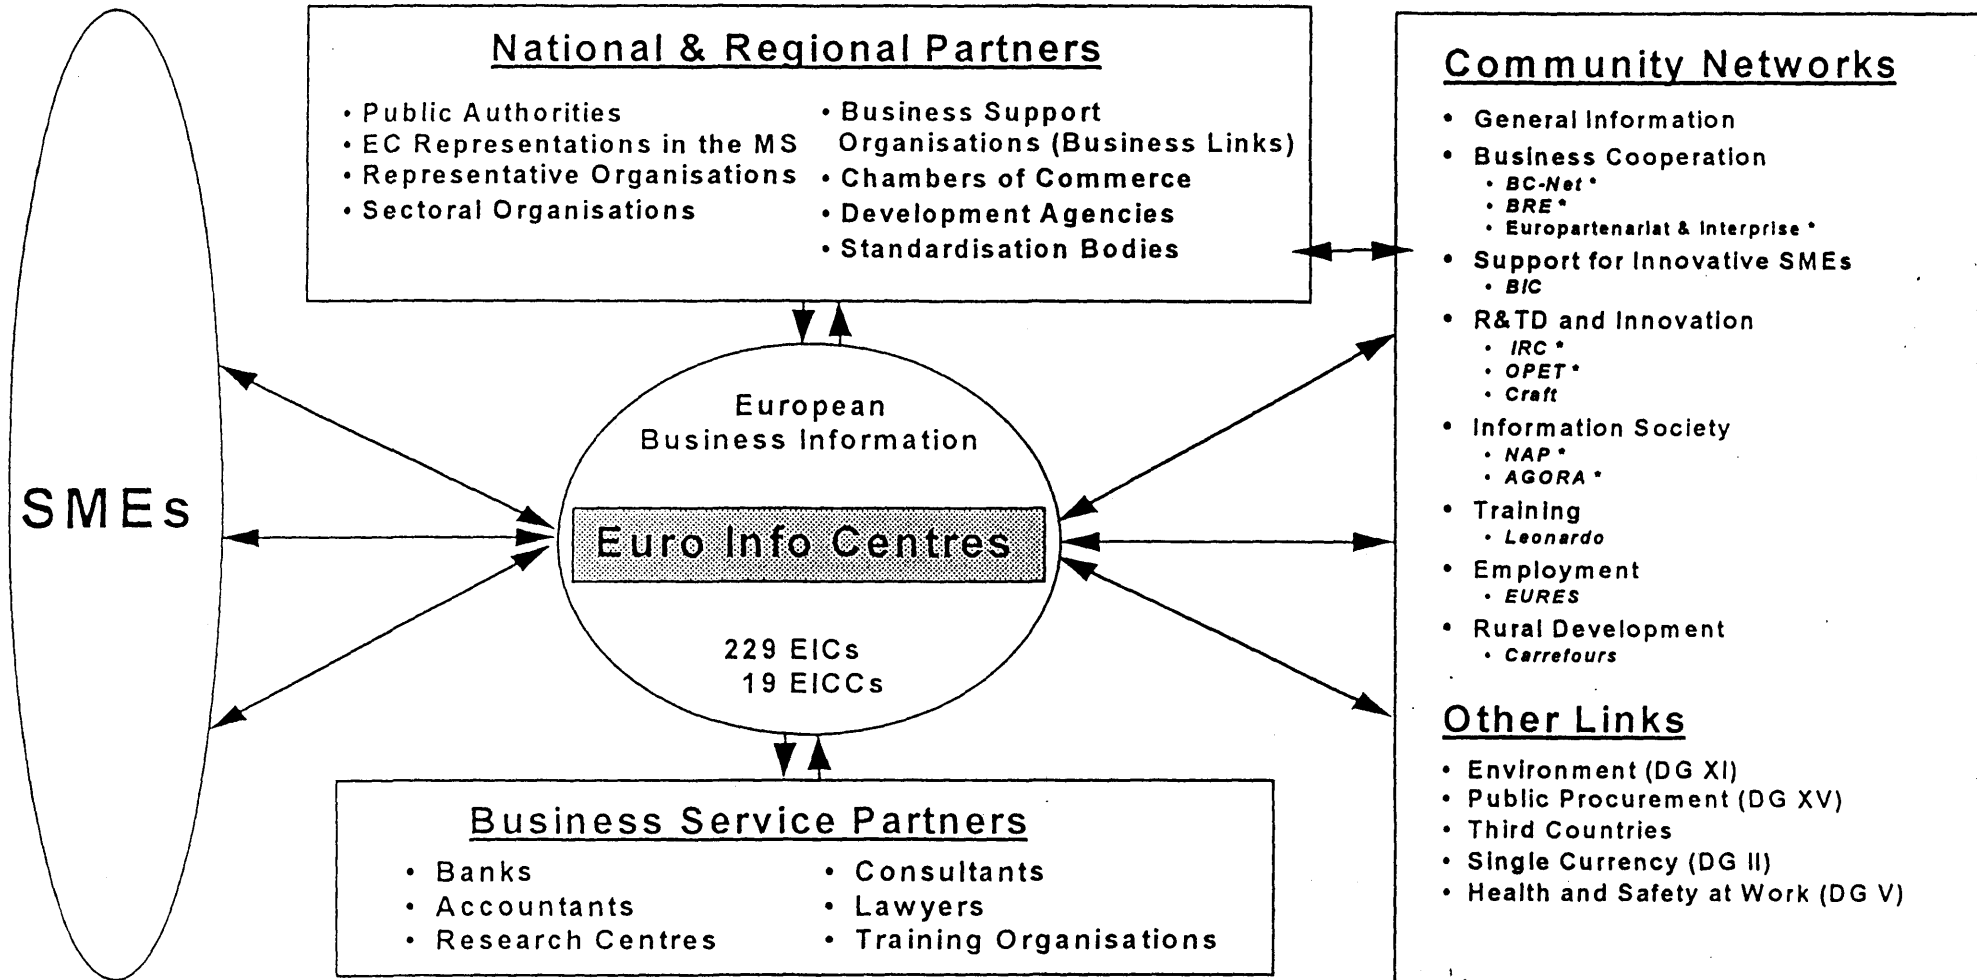 SMEs
National & Regional Partners
• Public Authorities
• EC Representations in the MS
• Representative Organisations
• Sectoral Organisations
• Business Support
Organisations (Business Links)
• Chambers of Commerce
• Development Agencies
• Standardisation Bodies
European
Business Information
Euro Info Centres
229 EICs
19 EICCs
Business Service Partners
• Banks
• Accountants
• Research Centres
• Consultants
• Lawyers
• Training Organisations
Community Networks
• General Information
• Business Cooperation
• BC-Net *
• BRE *
• Europartenariat & Interprise *
• Support for Innovative SMEs
• BIC
• R&TD and Innovation
• IRC *
• OPET *
• Craft
• Information Society
• NAP *
• AGORA *
• Training
• Leonardo
• Employment
• EURES
• Rural Development
• Carrefours
Other Links
• Environment (DG XI)
• Public Procurement (DG XV)
• Third Countries
• Single Currency (DG II)
• Health and Safety at Work (DG V)